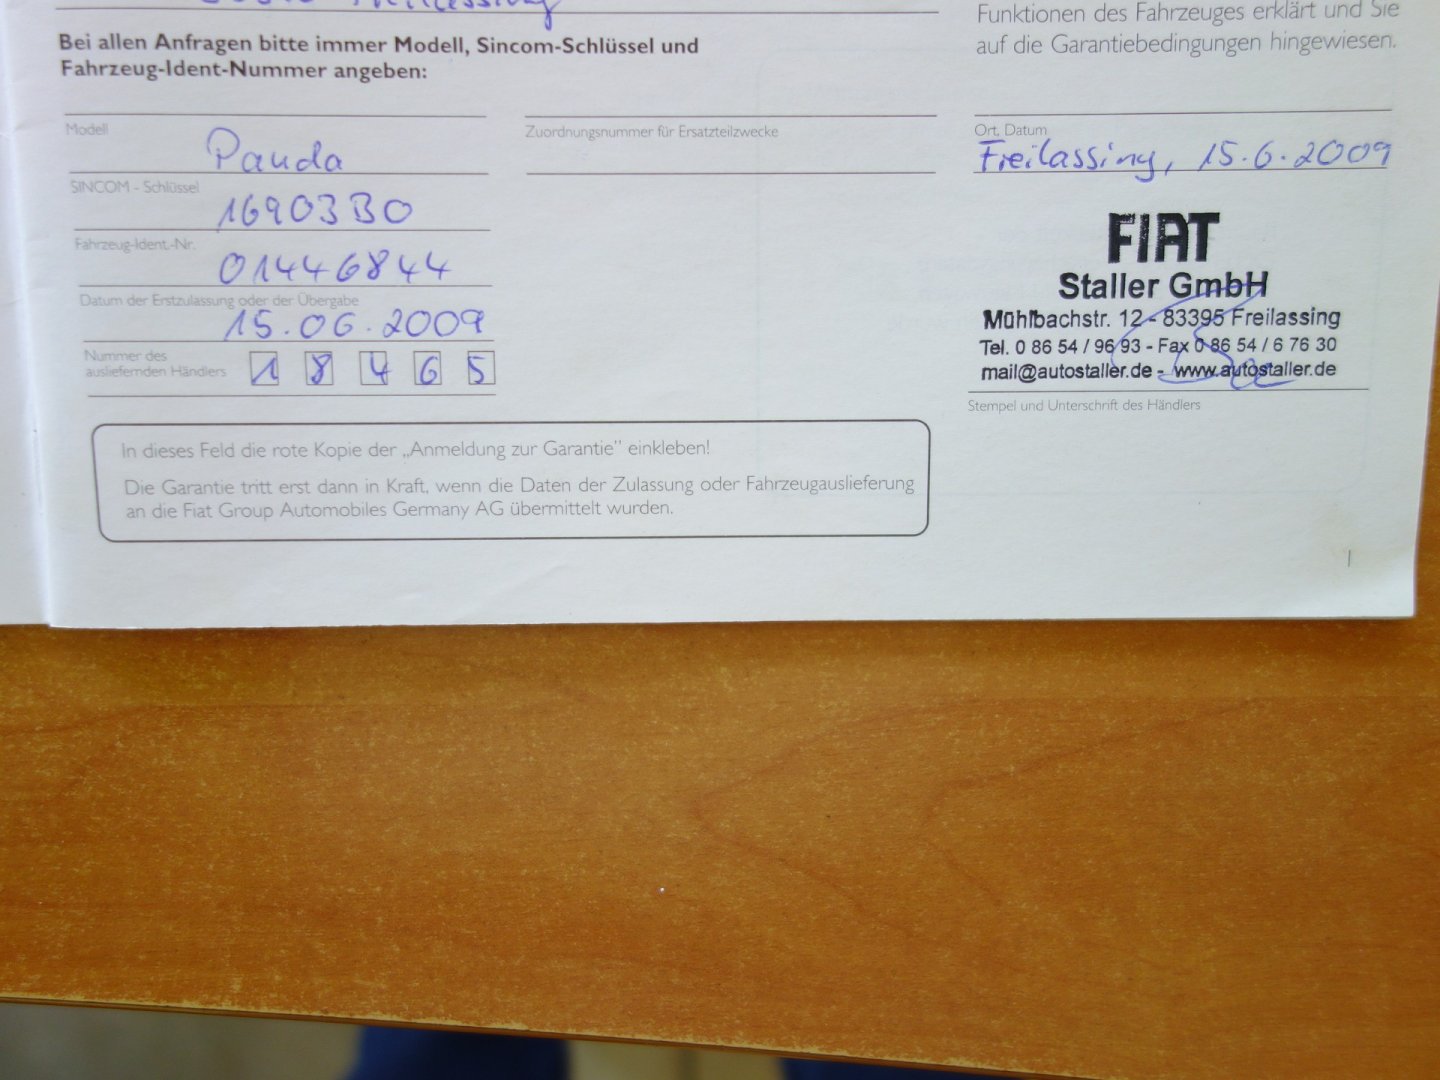 Freilassing
Bei allen Anfragen bitte immer Modell, Sincom-Schlüssel und
Fahrzeug-Ident-Nummer angeben:
Modell
Panda
SINCOM - Schlüssel
16903B0
Fahrzeug-Ident.-Nr.
01446844
Datum der Erstzulassung oder der Übergabe
15.06.2009
Nummer des
ausliefernden Händlers
1 8 4 6 5
Zuordnungsnummer für Ersatzteilzwecke
Funktionen des Fahrzeuges erklärt und Sie
auf die Garantiebedingungen hingewiesen.
Ort, Datum
Freilassing, 15.6.2009
FIAT
Staller GmbH
Mühlbachstr. 12 - 83395 Freilassing
Tel. 0 86 54 / 96 93 - Fax 0 86 54 / 6 76 30
mail@autostaller.de - www.autostaller.de
Stempel und Unterschrift des Händlers
In dieses Feld die rote Kopie der „Anmeldung zur Garantie" einkleben!
Die Garantie tritt erst dann in Kraft, wenn die Daten der Zulassung oder Fahrzeugauslieferung
an die Fiat Group Automobiles Germany AG übermittelt wurden.
1